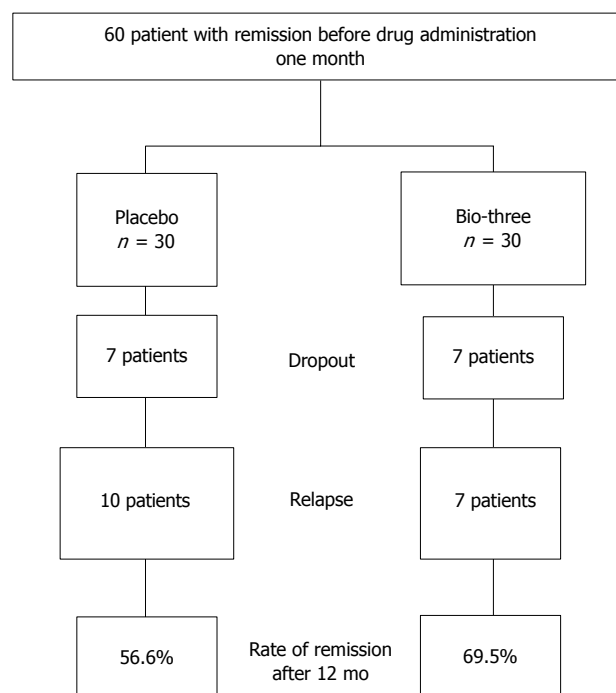 60 patient with remission before drug administration
one month
Placebo
n = 30
Bio-three
n = 30
7 patients
Dropout
7 patients
10 patients
Relapse
7 patients
56.6%
Rate of remission
after 12 mo
69.5%